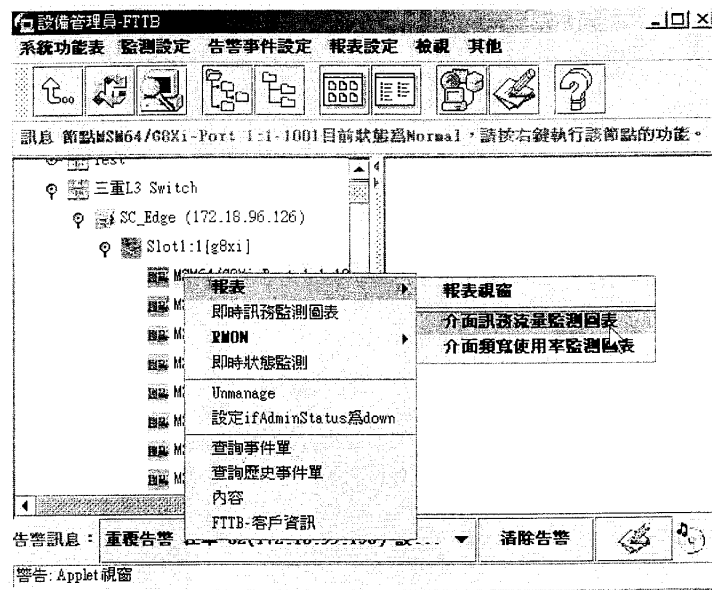 設備管理員-FTTB
系統功能表 監測設定 告警事件設定 報表設定 檢視 其他
訊息 節點MSM64/G8Xi-Port 1:1-1001目前狀態為Normal,請按右鍵執行該節點的功能。
Test
三重L3 Switch
SC_Edge (172.18.96.126)
Slot1:1[g8xi]
報表
報表視窗
即時訊務監測圖表
介面訊務流量監測圖表
RMON
介面頻寬使用率監測圖表
即時狀態監測
Unmanage
設定ifAdminStatus為down
查詢事件單
查詢歷史事件單
內容
FTTB-客戶資訊
告警訊息: 重覆告警
清除告警
警告: Applet 視窗